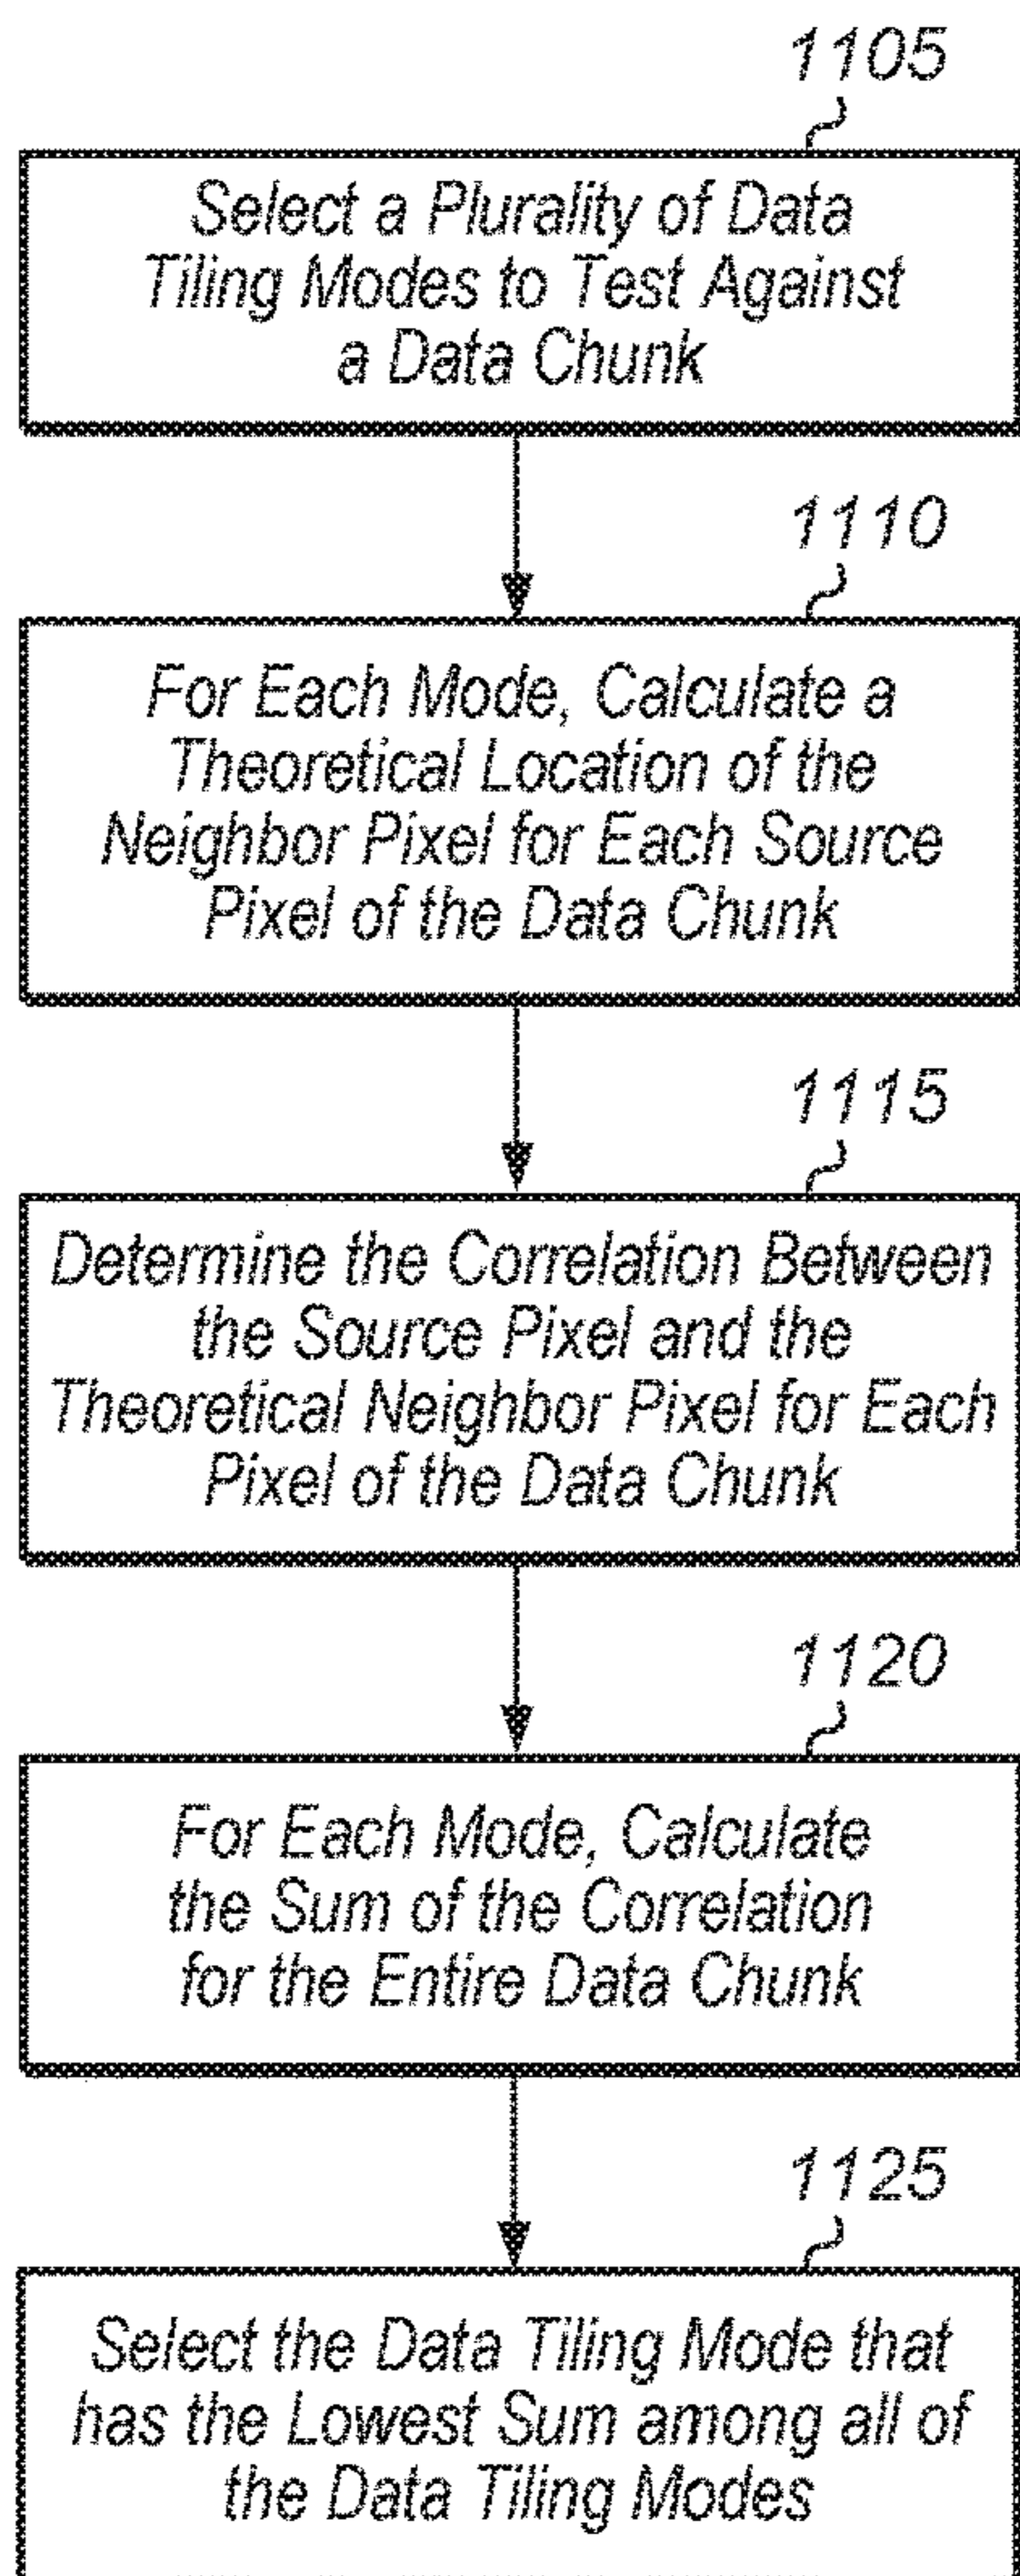 1105
Select a Plurality of Data
Tiling Modes to Test Against
a Data Chunk
1110
For Each Mode, Calculate a
Theoretical Location of the
Neighbor Pixel for Each Source
Pixel of the Data Chunk
1115
Determine the Correlation Between
the Source Pixel and the
Theoretical Neighbor Pixel for Each
Pixel of the Data Chunk
1120
For Each Mode, Calculate
the Sum of the Correlation
for the Entire Data Chunk
1125
Select the Data Tiling Mode that
has the Lowest Sum among all of
the Data Tiling Modes